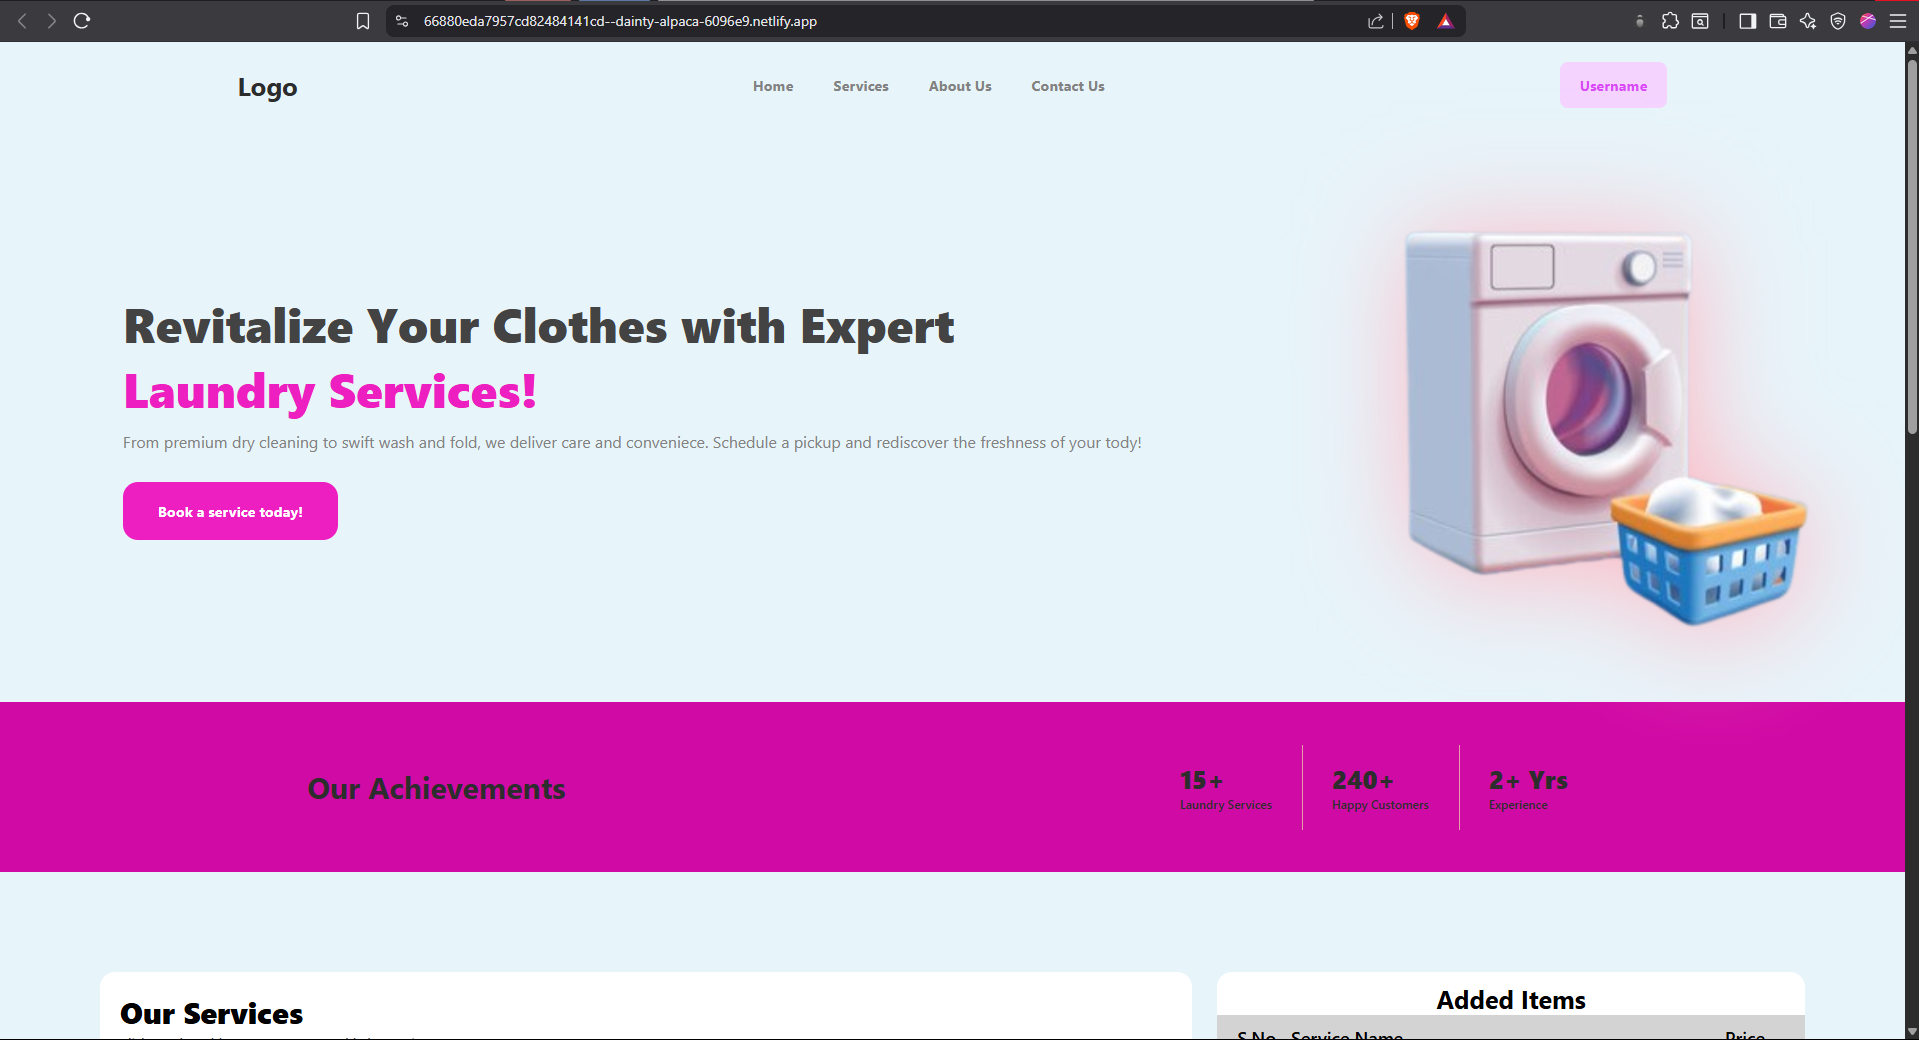 66880eda7957cd82484141cd--dainty-alpaca-6096e9.netlify.app
Logo
Home Services About Us Contact Us
Username
Revitalize Your Clothes with Expert
Laundry Services!
From premium dry cleaning to swift wash and fold, we deliver care and conveniece. Schedule a pickup and rediscover the freshness of your tody!
Book a service today!
Our Achievements
15+
Laundry Services
240+
Happy Customers
2+ Yrs
Experience
Our Services
Added Items
S.No Service Name Price